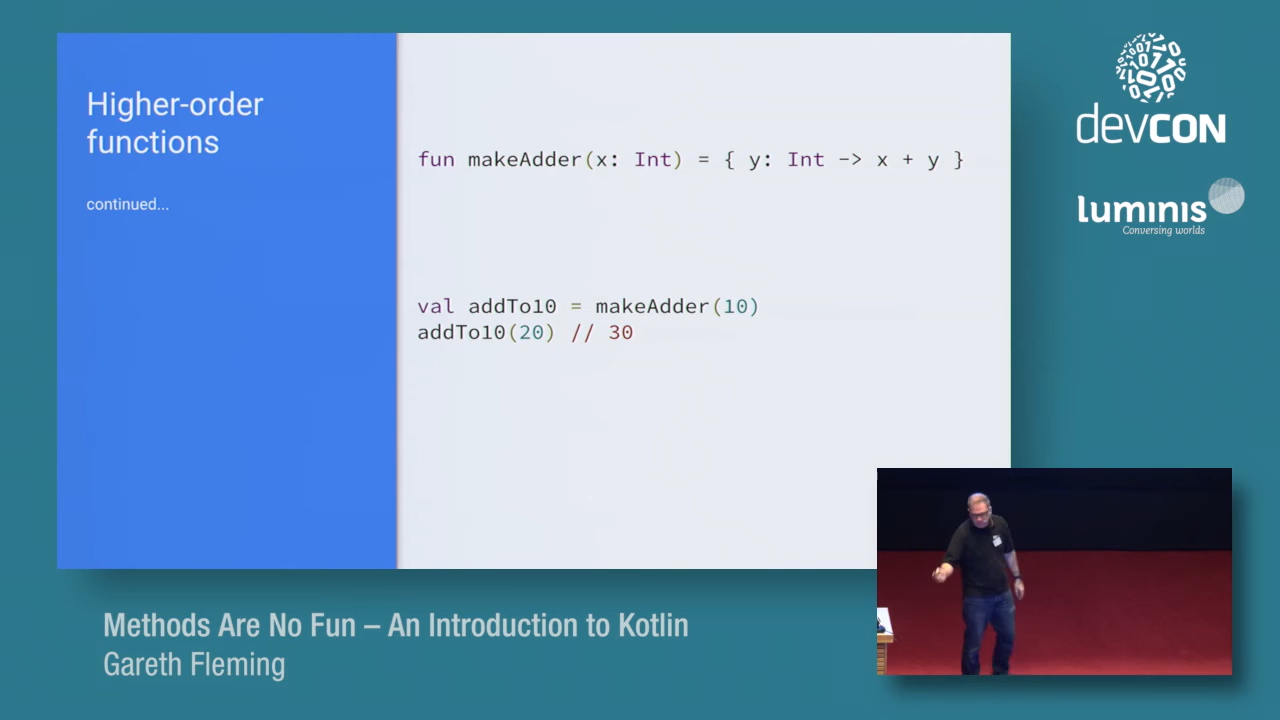 Higher-order
functions
continued...
fun makeAdder(x: Int) = { y: Int -> x + y }
val addTo10 = makeAdder(10)
addTo10(20) // 30
devCON
luminis
Conversing worlds
Methods Are No Fun – An Introduction to Kotlin
Gareth Fleming